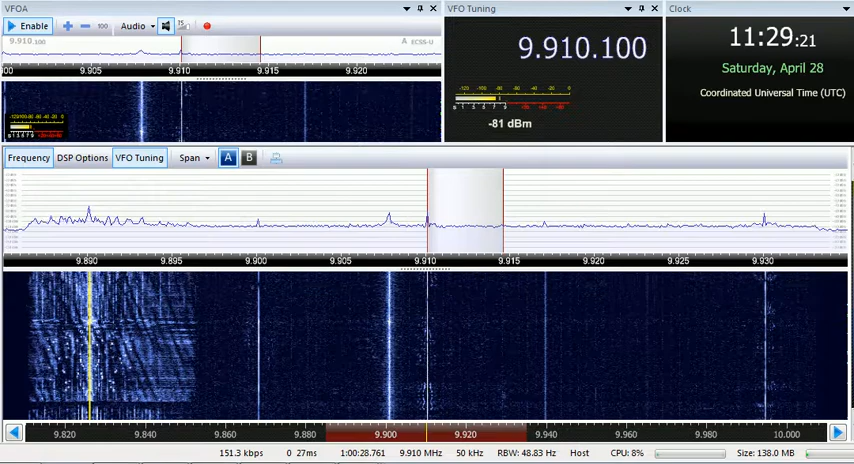 VFOA
Enable
100
Audio
9.910.100
A ECSS-U
9.905 9.910 9.915 9.920
VFO Tuning
9.910.100
-81 dBm
Clock
11:29:21
Saturday, April 28
Coordinated Universal Time (UTC)
Frequency DSP Options VFO Tuning Span A B
9.890 9.895 9.900 9.905 9.910 9.915 9.920 9.925 9.930
9.820 9.840 9.860 9.880 9.900 9.920 9.940 9.960 9.980 10.000
151.3 kbps 0 27ms 1:00:28.761 9.910 MHz 50 kHz RBW: 48.83 Hz Host CPU: 8% Size: 138.0 MB